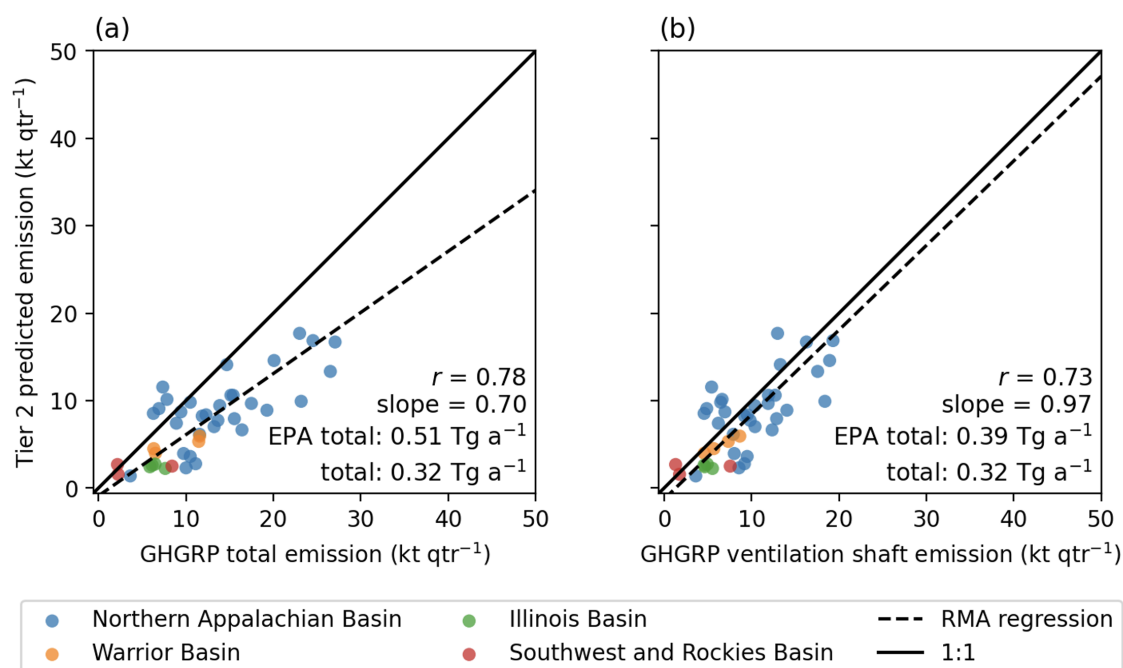 (a) (b)
Tier 2 predicted emission (kt qtr⁻¹)
50
40
30
20
10
0
r = 0.78
slope = 0.70
EPA total: 0.51 Tg a⁻¹
total: 0.32 Tg a⁻¹
0 10 20 30 40 50
GHGRP total emission (kt qtr⁻¹)
r = 0.73
slope = 0.97
EPA total: 0.39 Tg a⁻¹
total: 0.32 Tg a⁻¹
0 10 20 30 40 50
GHGRP ventilation shaft emission (kt qtr⁻¹)
Northern Appalachian Basin Illinois Basin RMA regression
Warrior Basin Southwest and Rockies Basin 1:1